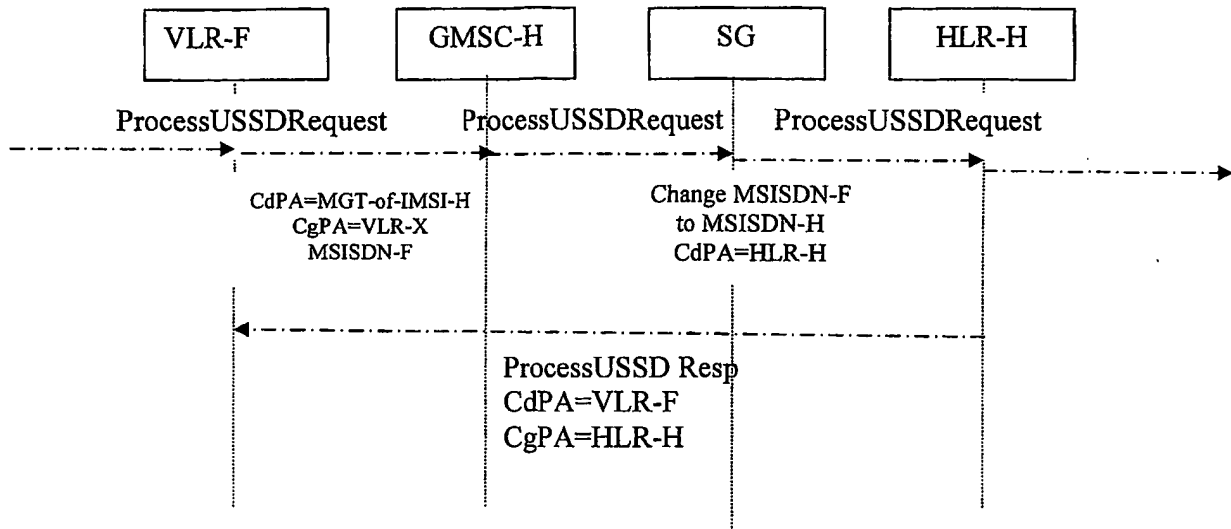 VLR-F
GMSC-H
SG
HLR-H
ProcessUSSDRequest
ProcessUSSDRequest
ProcessUSSDRequest
CdPA=MGT-of-IMSI-H
CgPA=VLR-X
MSISDN-F
Change MSISDN-F
to MSISDN-H
CdPA=HLR-H
ProcessUSSD Resp
CdPA=VLR-F
CgPA=HLR-H